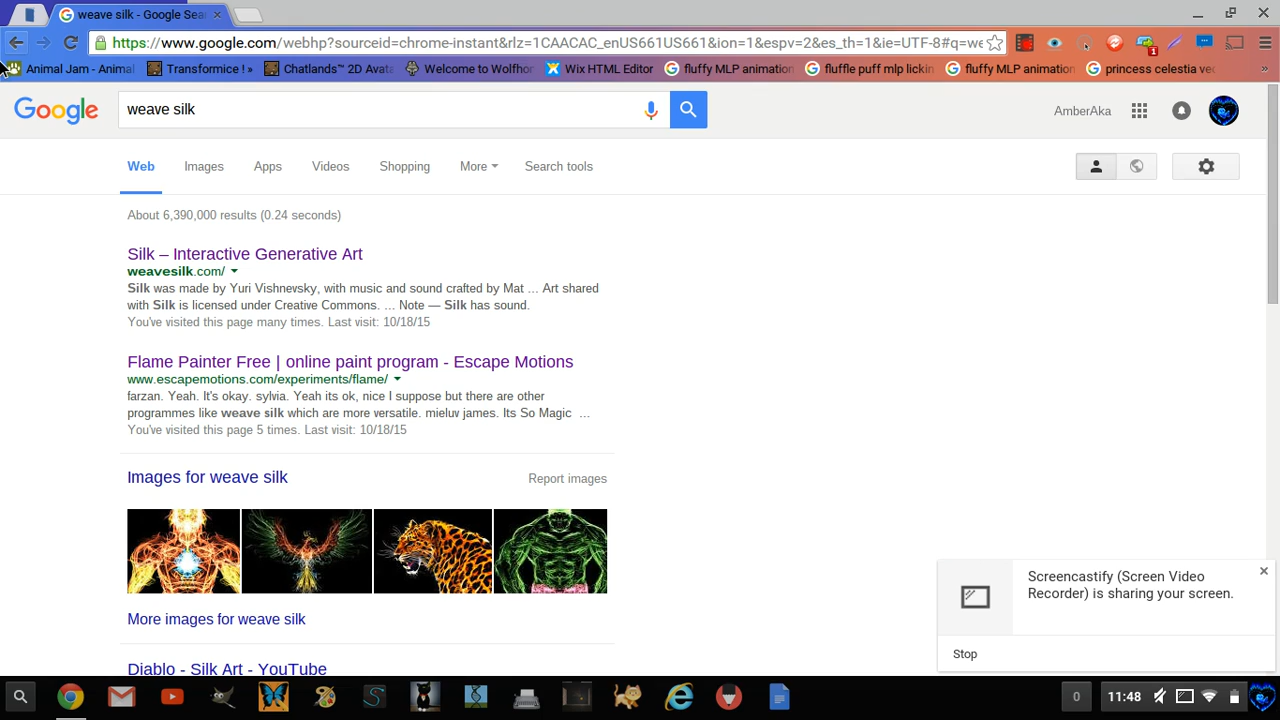 weave silk - Google Sea
https://www.google.com/webhp?sourceid=chrome-instant&rlz=1CAACAC_enUS661US661&ion=1&espv=2&es_th=1&ie=UTF-8#q=we
1
Animal Jam - Animal
Transformice ! »
Chatlands™ 2D Avata
Welcome to Wolfhom
Wix HTML Editor
fluffy MLP animation
fluffle puff mlp lickin
fluffy MLP animation
princess celestia vec
»
Google
weave silk
AmberAka
Web
Images
Apps
Videos
Shopping
More
Search tools
About 6,390,000 results (0.24 seconds)
Silk – Interactive Generative Art
weavesilk.com/
Silk was made by Yuri Vishnevsky, with music and sound crafted by Mat ... Art shared
with Silk is licensed under Creative Commons. ... Note — Silk has sound.
You've visited this page many times. Last visit: 10/18/15
Flame Painter Free | online paint program - Escape Motions
www.escapemotions.com/experiments/flame/
farzan. Yeah. It's okay. sylvia. Yeah its ok, nice I suppose but there are other
programmes like weave silk which are more versatile. mieluv james. Its So Magic ...
You've visited this page 5 times. Last visit: 10/18/15
Images for weave silk
Report images
More images for weave silk
Diablo - Silk Art - YouTube
Screencastify (Screen Video
Recorder) is sharing your screen.
Stop
0
11:48